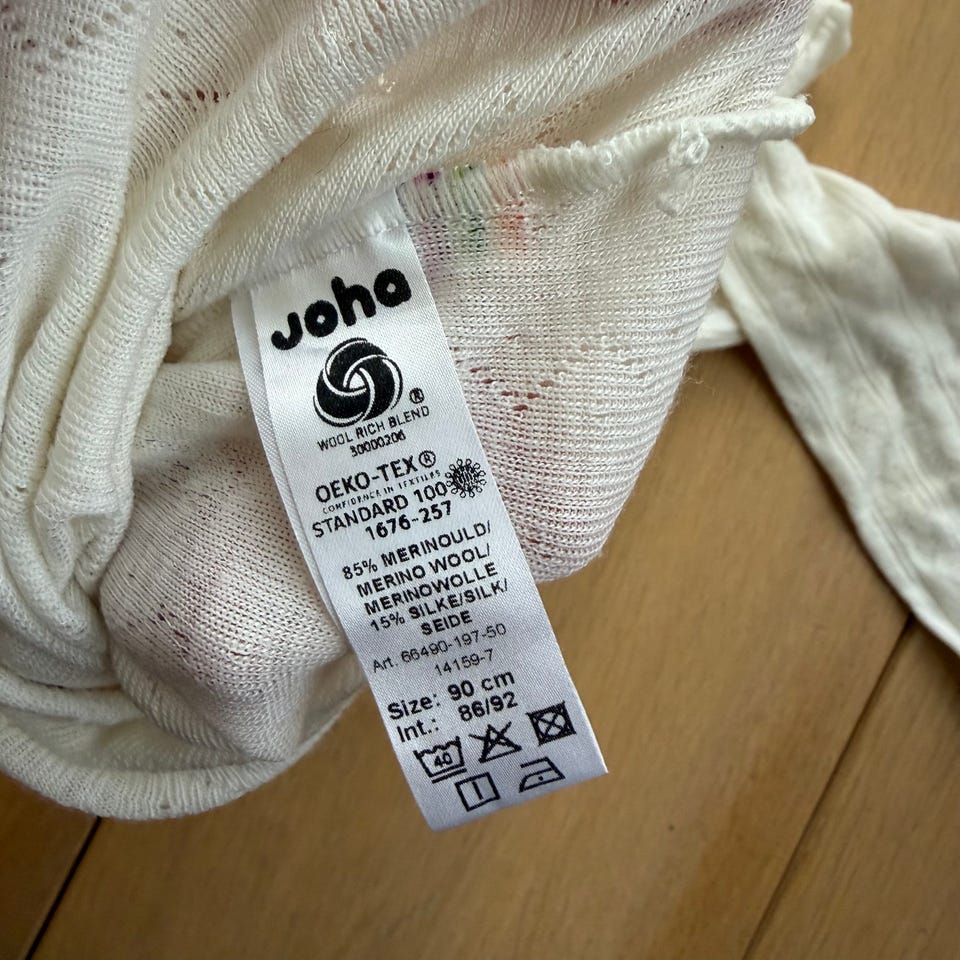 joha
WOOL RICH BLEND ®
30000206
OEKO-TEX®
CONFIDENCE IN TEXTILES
STANDARD 100
1676-257
85% MERINOULD/
MERINO WOOL/
MERINOWOLLE
15% SILKE/SILK/
SEIDE
Art. 66490-197-50
14159-7
Size: 90 cm
Int.: 86/92
40